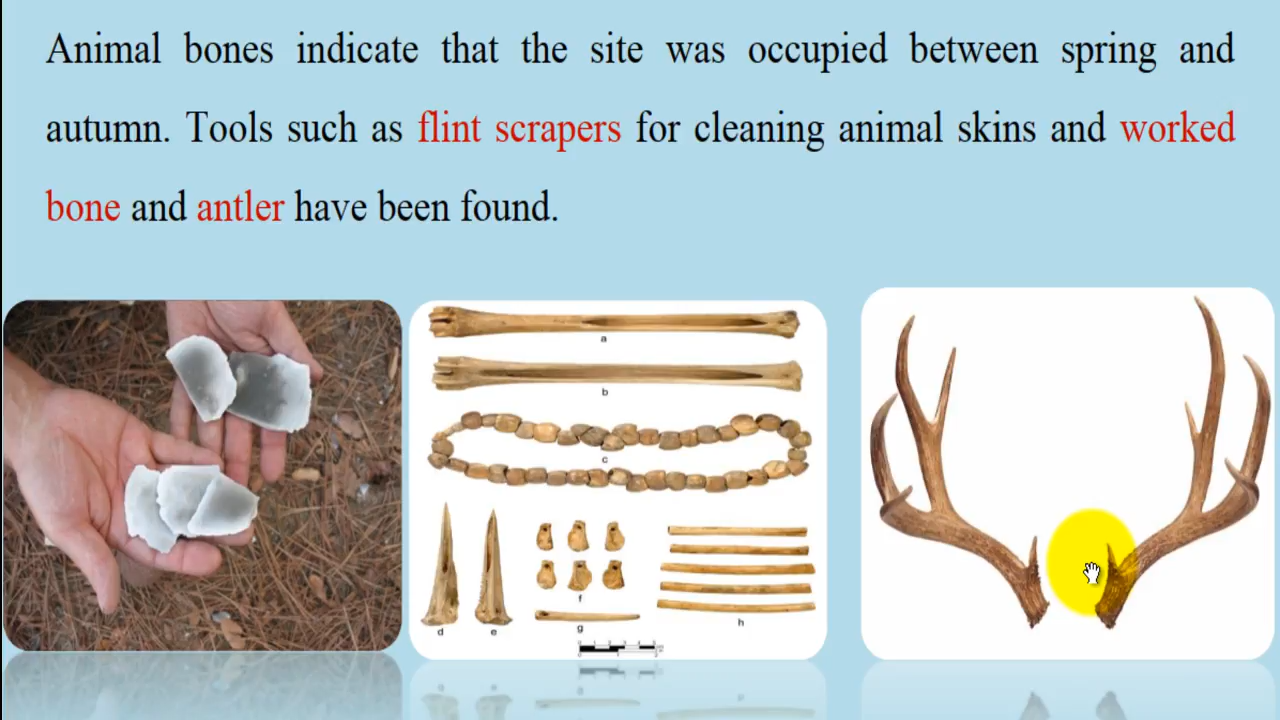 Animal bones indicate that the site was occupied between spring and
autumn. Tools such as flint scrapers for cleaning animal skins and worked
bone and antler have been found.
a
b
c
d
e
f
g
h